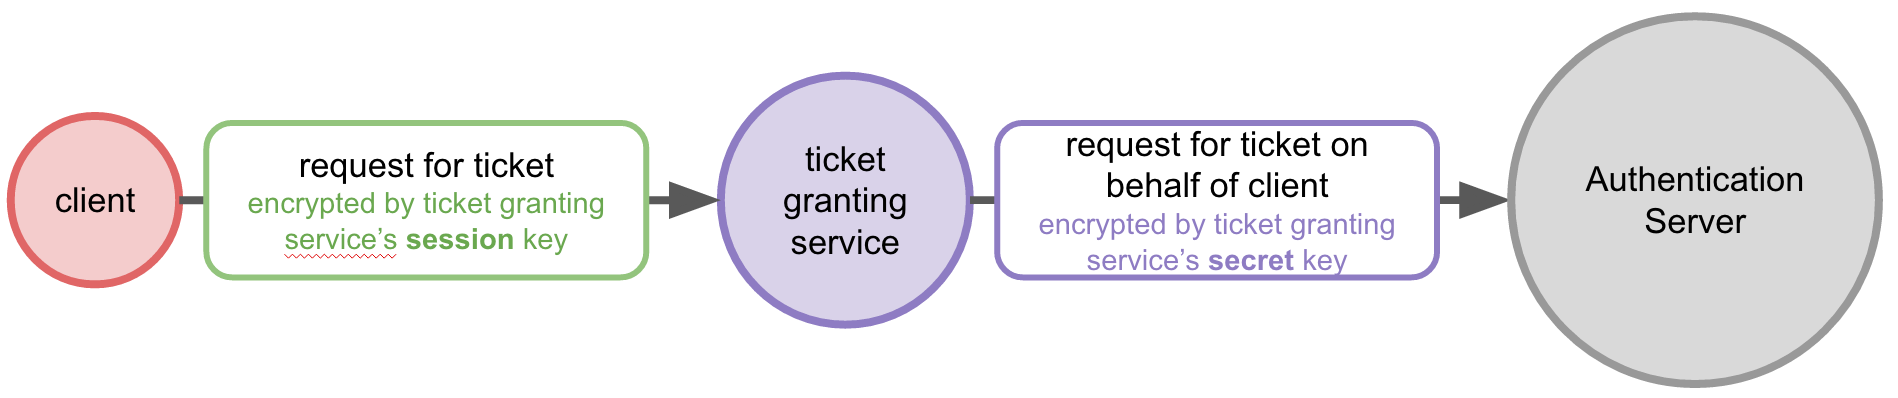 client
request for ticket
encrypted by ticket granting
service’s session key
ticket
granting
service
request for ticket on
behalf of client
encrypted by ticket granting
service’s secret key
Authentication
Server